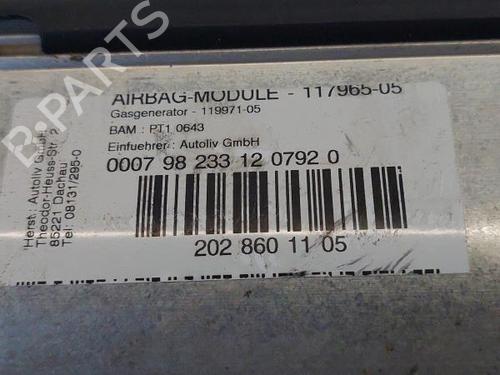 AIRBAG-MODULE - 117965-05
Gasgenerator - 119971-05
BAM : PT1 0643
Einfuehrer : Autoliv GmbH
0007 98 233 12 0792 0
202 860 11 05
Herst.: Autoliv GmbH
Theodor-Heuss-Str. 2
85221 Dachau
Tel: 08131/295-0
B-PARTS